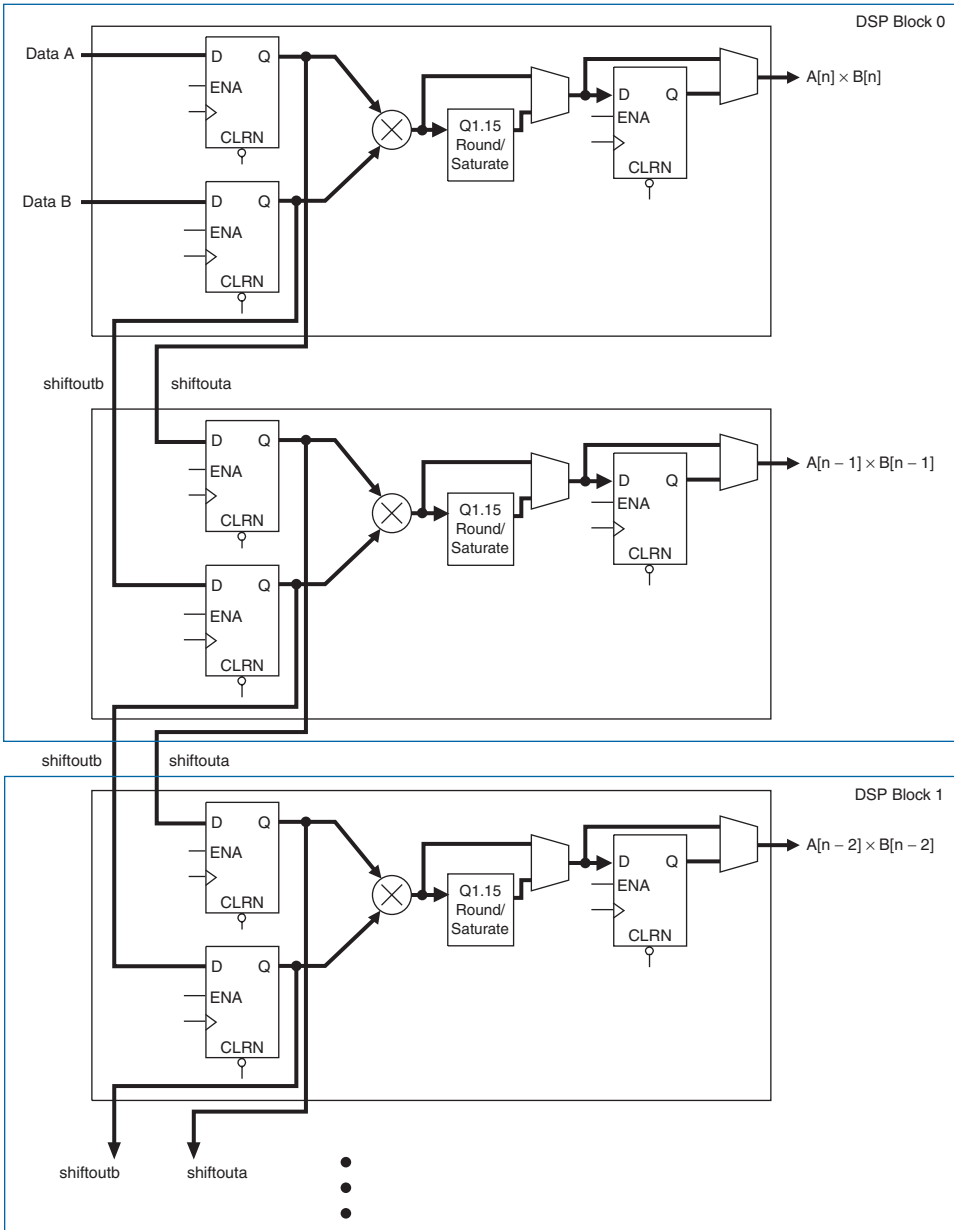 DSP Block 0
Data A
D Q
ENA
CLRN
Q1.15
Round/
Saturate
D Q
ENA
CLRN
A[n] × B[n]
Data B
D Q
ENA
CLRN
shiftoutb
shiftouta
D Q
ENA
CLRN
Q1.15
Round/
Saturate
D Q
ENA
CLRN
A[n − 1] × B[n − 1]
D Q
ENA
CLRN
shiftoutb
shiftouta
DSP Block 1
D Q
ENA
CLRN
Q1.15
Round/
Saturate
D Q
ENA
CLRN
A[n − 2] × B[n − 2]
D Q
ENA
CLRN
shiftoutb
shiftouta